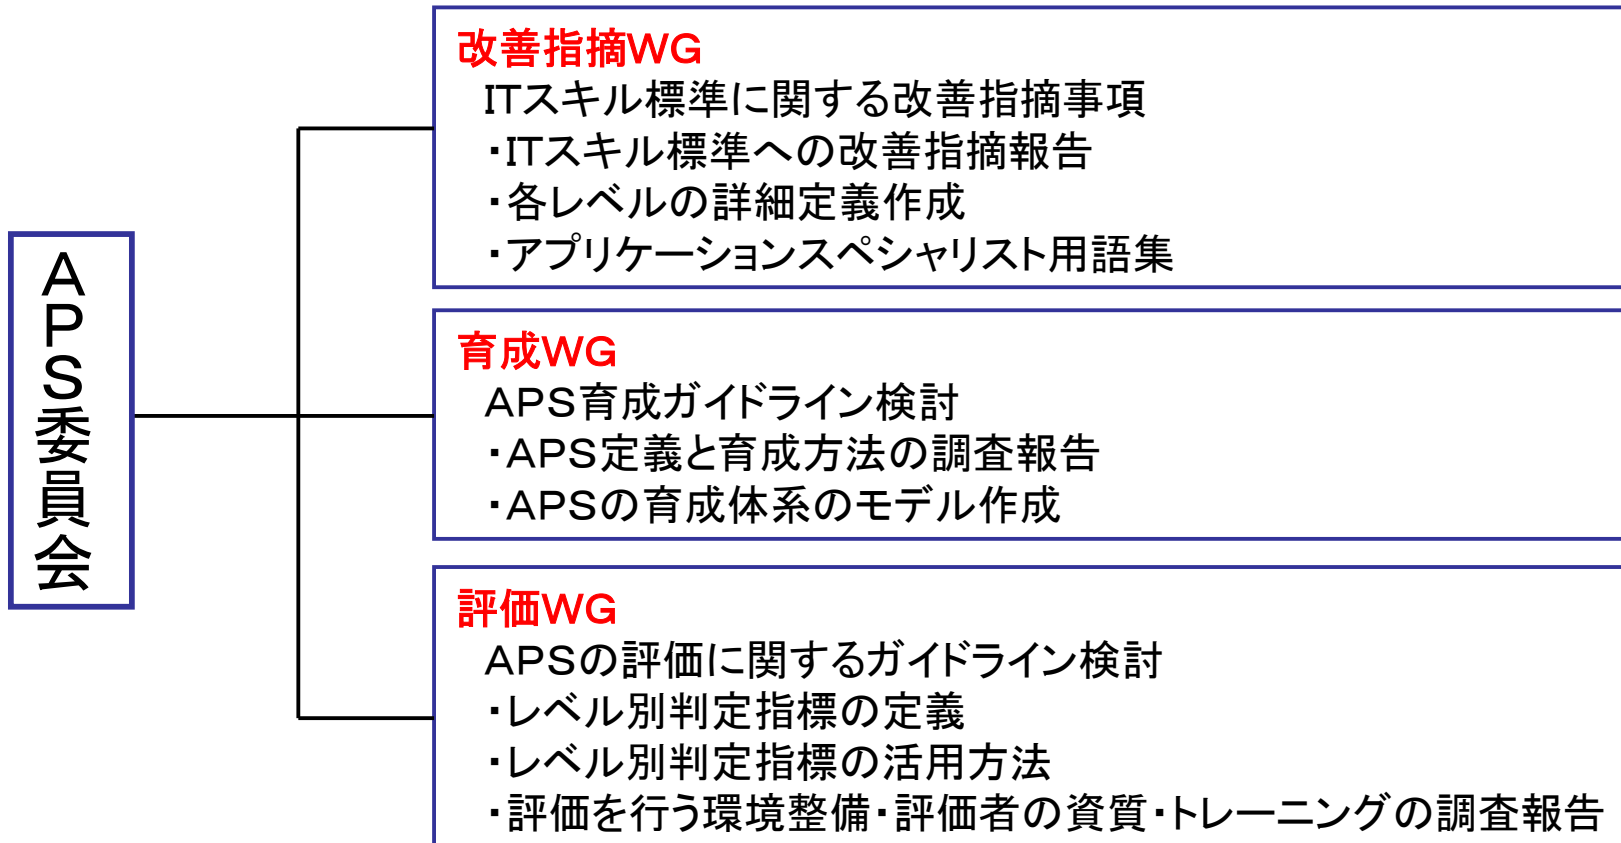 APS委員会
改善指摘WG
ITスキル標準に関する改善指摘事項
・ITスキル標準への改善指摘報告
・各レベルの詳細定義作成
・アプリケーションスペシャリスト用語集
育成WG
APS育成ガイドライン検討
・APS定義と育成方法の調査報告
・APSの育成体系のモデル作成
評価WG
APSの評価に関するガイドライン検討
・レベル別判定指標の定義
・レベル別判定指標の活用方法
・評価を行う環境整備・評価者の資質・トレーニングの調査報告